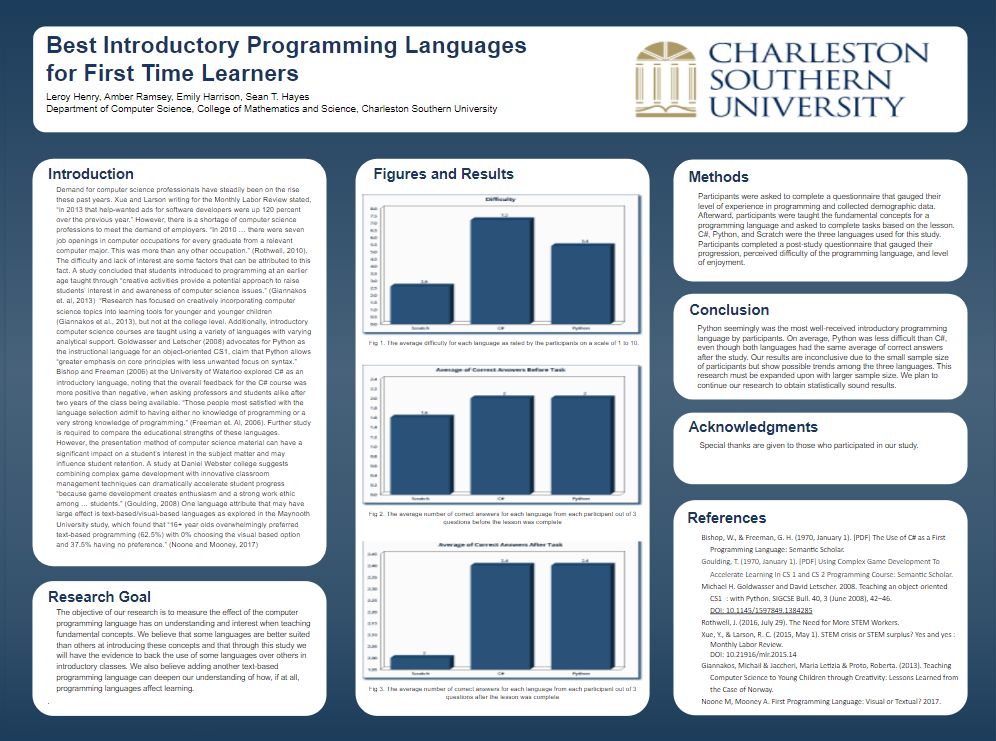 Best Introductory Programming Languages
for First Time Learners
Leroy Henry, Amber Ramsey, Emily Harrison, Sean T. Hayes
Department of Computer Science, College of Mathematics and Science, Charleston Southern University
CHARLESTON
SOUTHERN
UNIVERSITY
Introduction
Demand for computer science professionals have steadily been on the rise
these past years. Xue and Larson writing for the Monthly Labor Review stated,
"in 2013 that help-wanted ads for software developers were up 120 percent
over the previous year." However, there is a shortage of computer science
professions to meet the demand of employers. "In 2010 ... there were seven
job openings in computer occupations for every graduate from a relevant
computer major. This was more than any other occupation." (Rothwell, 2010).
The difficulty and lack of interest are some factors that can be attributed to this
fact. A study concluded that students introduced to programming at an earlier
age taught through "creative activities provide a potential approach to raise
students' interest in and awareness of computer science issues." (Giannakos
et. al, 2013) "Research has focused on creatively incorporating computer
science topics into learning tools for younger and younger children
(Giannakos et al., 2013), but not at the college level. Additionally, introductory
computer science courses are taught using a variety of languages with varying
analytical support. Goldwasser and Letscher (2008) advocates for Python as
the instructional language for an object-oriented CS1, claim that Python allows
"greater emphasis on core principles with less unwanted focus on syntax."
Bishop and Freeman (2006) at the University of Waterloo explored C# as an
introductory language, noting that the overall feedback for the C# course was
more positive than negative, when asking professors and students alike after
two years of the class being available. "Those people most satisfied with the
language selection admit to having either no knowledge of programming or a
very strong knowledge of programming." (Freeman et. Al, 2006). Further study
is required to compare the educational strengths of these languages.
However, the presentation method of computer science material can have a
significant impact on a student's interest in the subject matter and may
influence student retention. A study at Daniel Webster college suggests
combining complex game development with innovative classroom
management techniques can dramatically accelerate student progress
"because game development creates enthusiasm and a strong work ethic
among ... students." (Goulding, 2008) One language attribute that may have
large effect is text-based/visual-based languages as explored in the Maynooth
University study, which found that "16+ year olds overwhelmingly preferred
text-based programming (62.5%) with 0% choosing the visual based option
and 37.5% having no preference." (Noone and Mooney, 2017)
Research Goal
The objective of our research is to measure the effect of the computer
programming language has on understanding and interest when teaching
fundamental concepts. We believe that some languages are better suited
than others at introducing these concepts and that through this study we
will have the evidence to back the use of some languages over others in
introductory classes. We also believe adding another text-based
programming language can deepen our understanding of how, if at all,
programming languages affect learning.
.
Figures and Results
Difficulty
8.0
7.5
7.0
6.5
6.0
5.5
5.0
4.5
4.0
3.5
3.0
2.5
2.0
1.5
1.0
0.5
0.0
Scratch C# Python
Fig 1. The average difficulty for each language as rated by the participants on a scale of 1 to 10.
Average of Correct Answers Before Task
2.4
2.2
2.0
1.8
1.6
1.4
1.2
1.0
0.8
0.6
0.4
0.2
0.0
1.6 2 2
Scratch C# Python
Fig 2. The average number of correct answers for each language from each participant out of 3
questions before the lesson was complete
Average of Correct Answers After Task
2.40
2.35
2.30
2.25
2.20
2.15
2.10
2.05
2.00
1.95
2 2.4 2.4
Scratch C# Python
Fig 3. The average number of correct answers for each language from each participant out of 3
questions after the lesson was complete
Methods
Participants were asked to complete a questionnaire that gauged their
level of experience in programming and collected demographic data.
Afterward, participants were taught the fundamental concepts for a
programming language and asked to complete tasks based on the lesson.
C#, Python, and Scratch were the three languages used for this study.
Participants completed a post-study questionnaire that gauged their
progression, perceived difficulty of the programming language, and level
of enjoyment.
Conclusion
Python seemingly was the most well-received introductory programming
language by participants. On average, Python was less difficult than C#,
even though both languages had the same average of correct answers
after the study. Our results are inconclusive due to the small sample size
of participants but show possible trends among the three languages. This
research must be expanded upon with larger sample size. We plan to
continue our research to obtain statistically sound results.
Acknowledgments
Special thanks are given to those who participated in our study.
References
Bishop, W., & Freeman, G. H. (1970, January 1). [PDF] The Use of C# as a First
Programming Language: Semantic Scholar.
Goulding, T. (1970, January 1). [PDF] Using Complex Game Development To
Accelerate Learning In CS 1 and CS 2 Programming Course: Semantic Scholar.
Michael H. Goldwasser and David Letscher. 2008. Teaching an object-oriented
CS1 : with Python. SIGCSE Bull. 40, 3 (June 2008), 42–46.
DOI: 10.1145/1597849.1384285
Rothwell, J. (2016, July 29). The Need for More STEM Workers.
Xue, Y., & Larson, R. C. (2015, May 1). STEM crisis or STEM surplus? Yes and yes :
Monthly Labor Review.
DOI: 10.21916/mlr.2015.14
Giannakos, Michail & Jaccheri, Maria Letizia & Proto, Roberta. (2013). Teaching
Computer Science to Young Children through Creativity: Lessons Learned from
the Case of Norway.
Noone M, Mooney A. First Programming Language: Visual or Textual? 2017.